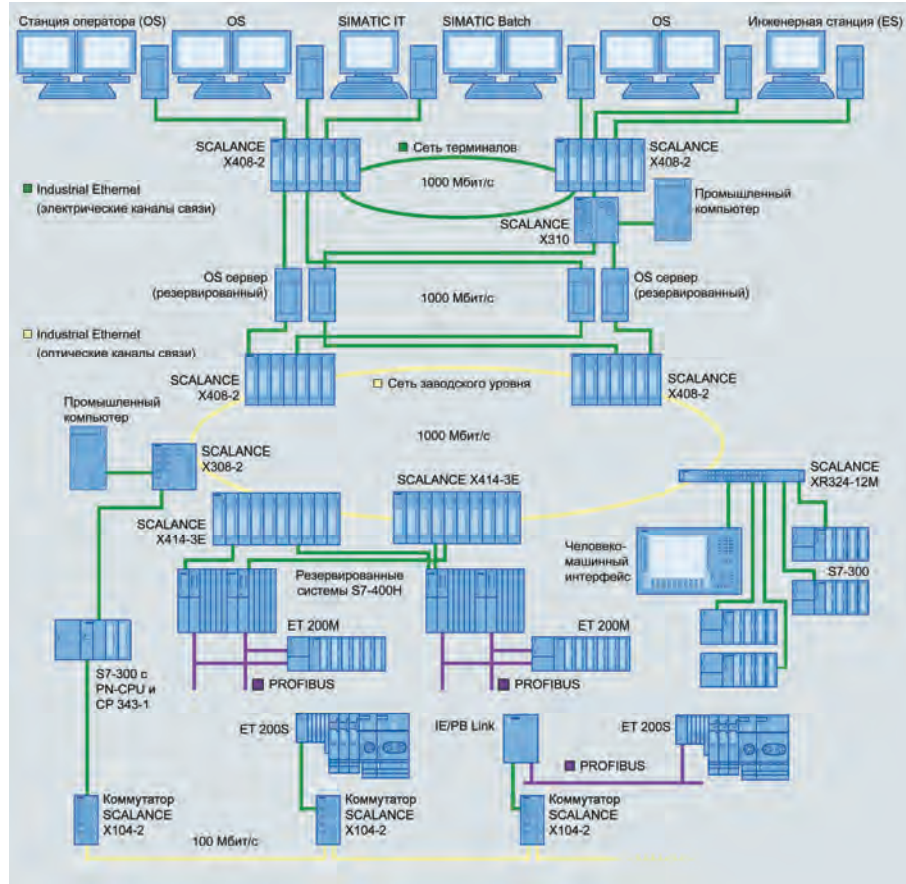 Станция оператора (OS)
OS
SIMATIC IT
SIMATIC Batch
OS
Инженерная станция (ES)
SCALANCE
X408-2
Сеть терминалов
1000 Мбит/с
SCALANCE
X408-2
Industrial Ethernet
(электрические каналы связи)
Промышленный
компьютер
SCALANCE
X310
OS сервер
(резервированный)
1000 Мбит/с
OS сервер
(резервированный)
Industrial Ethernet
(оптические каналы связи)
SCALANCE
X408-2
Сеть заводского уровня
SCALANCE
X408-2
Промышленный
компьютер
1000 Мбит/с
SCALANCE
X308-2
SCALANCE X414-3E
SCALANCE
XR324-12M
SCALANCE
X414-3E
Человеко-
машинный
интерфейс
Резервированные
системы S7-400H
S7-300
ET 200M
ET 200M
S7-300 с
PN-CPU и
CP 343-1
PROFIBUS
PROFIBUS
ET 200S
IE/PB Link
ET 200S
PROFIBUS
Коммутатор
SCALANCE
X104-2
Коммутатор
SCALANCE
X104-2
Коммутатор
SCALANCE
X104-2
100 Мбит/с